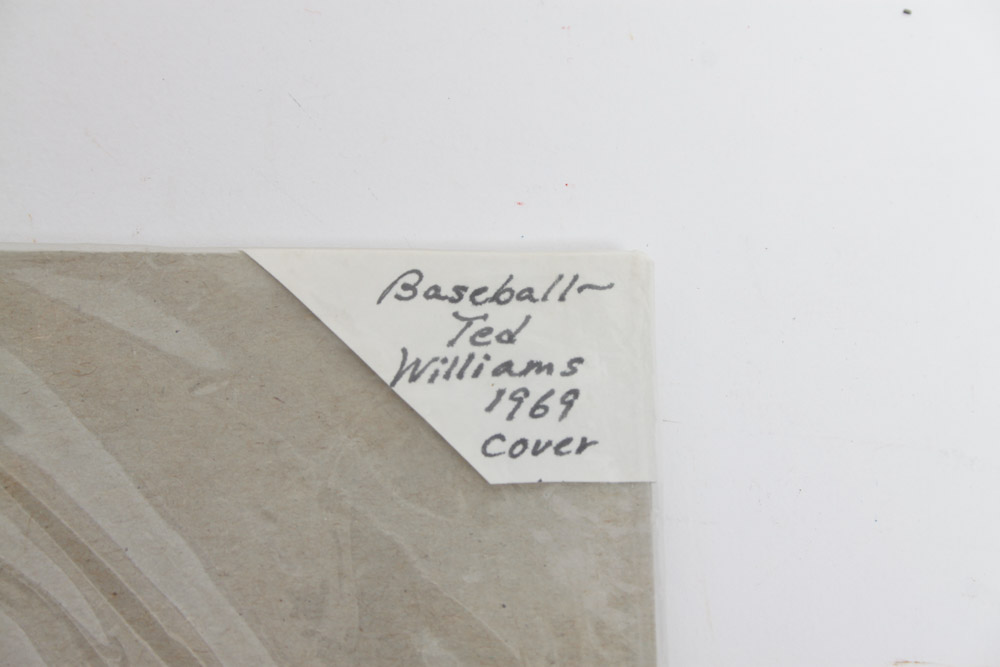 Baseball~
Ted
Williams
1969
cover